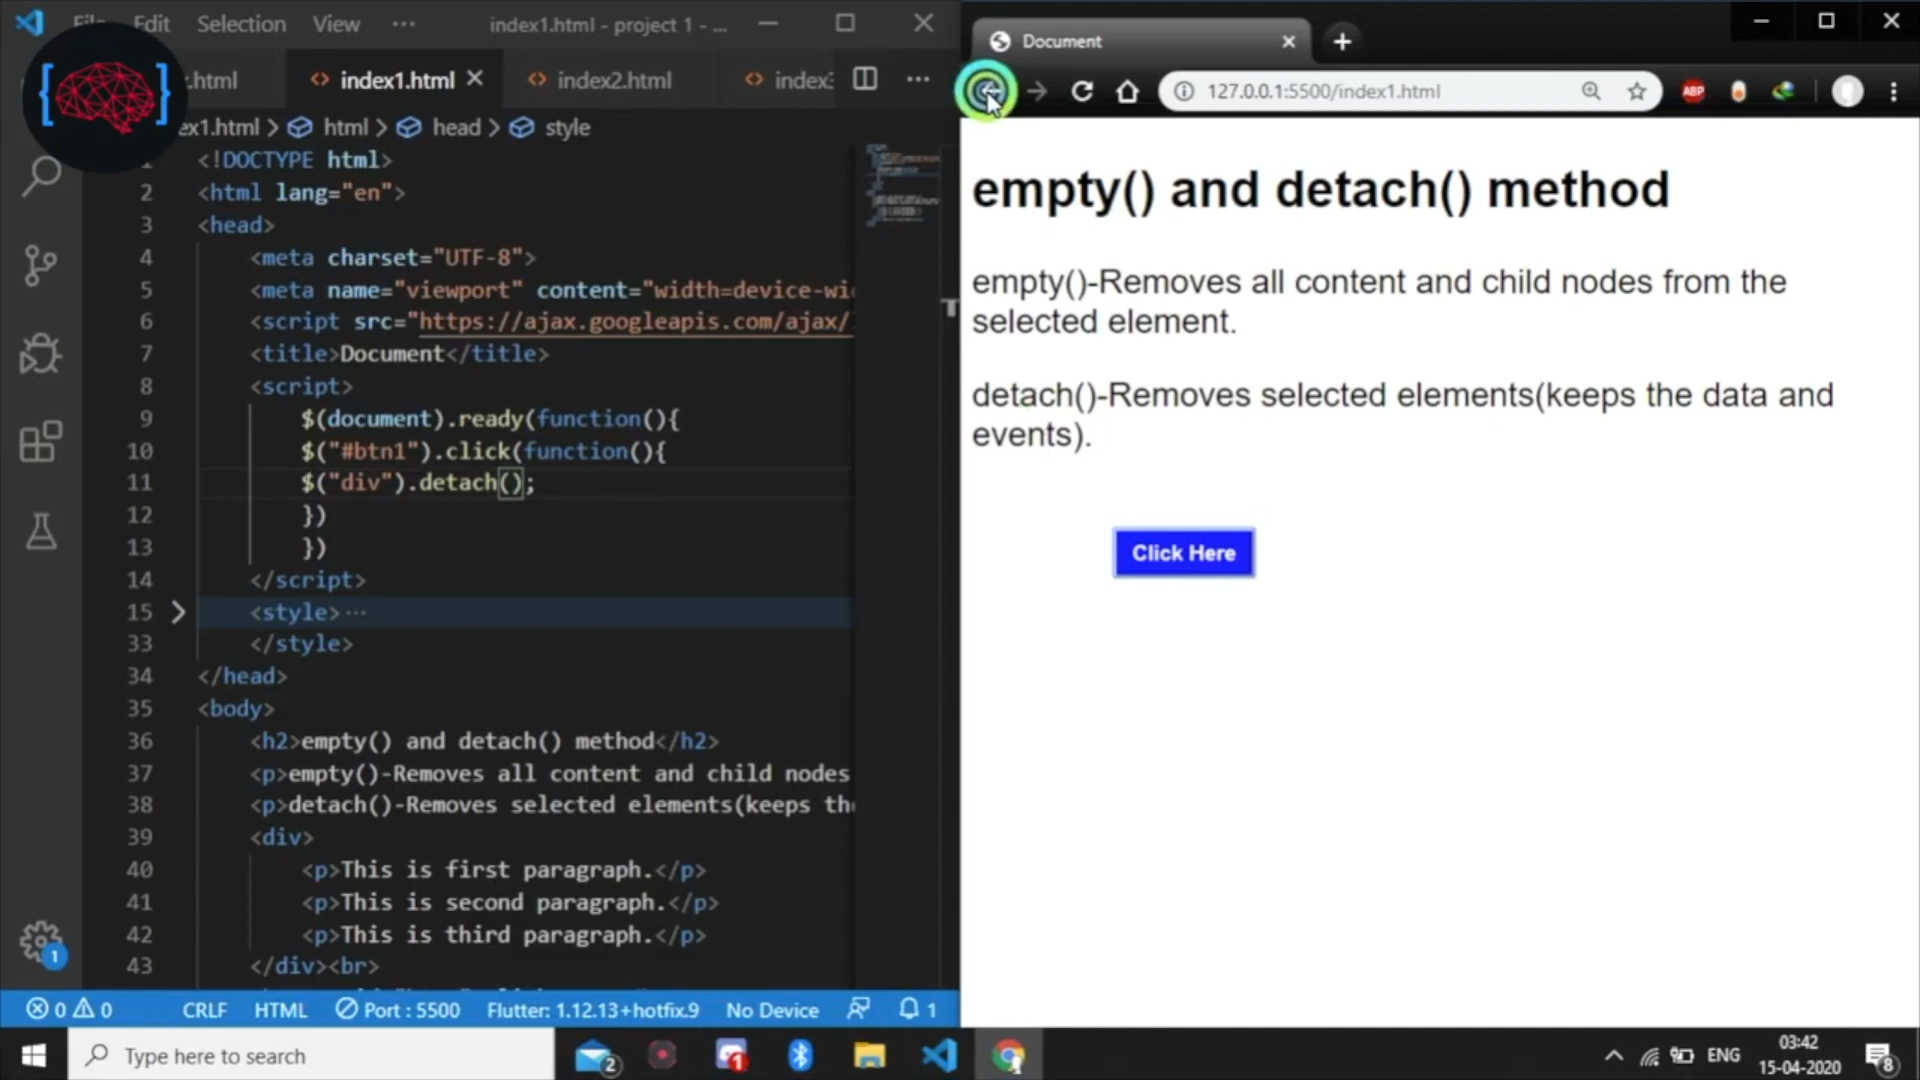 File Edit Selection View ··· index1.html - project 1 - ...
.html
index1.html
index2.html
index3
ex1.html > html > head > style
1 <!DOCTYPE html>
2 <html lang="en">
3 <head>
4 <meta charset="UTF-8">
5 <meta name="viewport" content="width=device-wi
6 <script src="https://ajax.googleapis.com/ajax/
7 <title>Document</title>
8 <script>
9 $(document).ready(function(){
10 $("#btn1").click(function(){
11 $("div").detach();
12 })
13 })
14 </script>
15 <style>···
33 </style>
34 </head>
35 <body>
36 <h2>empty() and detach() method</h2>
37 <p>empty()-Removes all content and child nodes
38 <p>detach()-Removes selected elements(keeps the
39 <div>
40 <p>This is first paragraph.</p>
41 <p>This is second paragraph.</p>
42 <p>This is third paragraph.</p>
43 </div><br>
1
0 0 CRLF HTML Port : 5500 Flutter: 1.12.13+hotfix.9 No Device 1
Document
127.0.0.1:5500/index1.html
ABP
empty() and detach() method
empty()-Removes all content and child nodes from the
selected element.
detach()-Removes selected elements(keeps the data and
events).
Click Here
Type here to search
2
1
ENG
03:42
15-04-2020
8